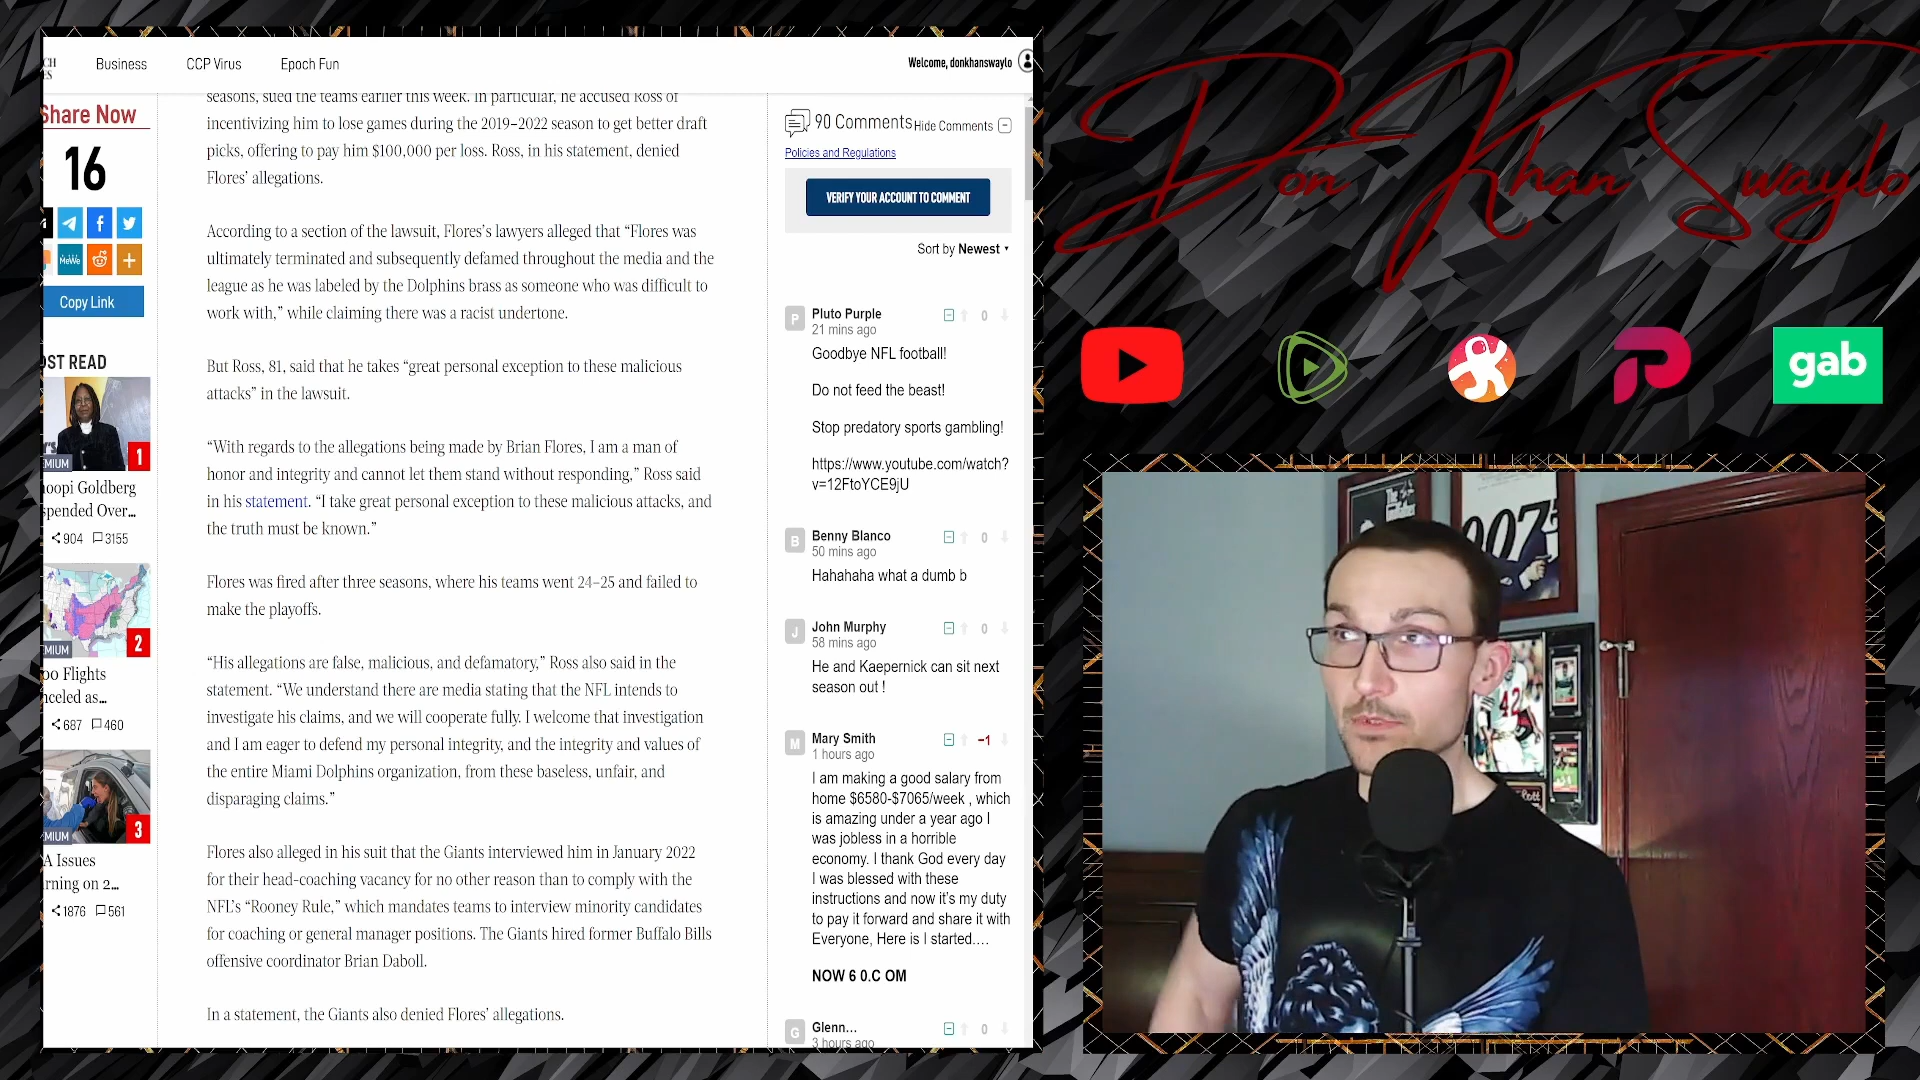 Business
CCP Virus
Epoch Fun
Welcome, donkhanswaylo
Share Now
16
MeWe
Copy Link
OST READ
EMIUM
1
oopi Goldberg
spended Over...
904
3155
EMIUM
2
oo Flights
nceled as...
687
460
EMIUM
3
A Issues
rning on 2...
1876
561
seasons, sued the teams earlier this week. In particular, he accused Ross of
incentivizing him to lose games during the 2019–2022 season to get better draft
picks, offering to pay him $100,000 per loss. Ross, in his statement, denied
Flores’ allegations.
According to a section of the lawsuit, Flores’s lawyers alleged that “Flores was
ultimately terminated and subsequently defamed throughout the media and the
league as he was labeled by the Dolphins brass as someone who was difficult to
work with,” while claiming there was a racist undertone.
But Ross, 81, said that he takes “great personal exception to these malicious
attacks” in the lawsuit.
“With regards to the allegations being made by Brian Flores, I am a man of
honor and integrity and cannot let them stand without responding,” Ross said
in his statement. “I take great personal exception to these malicious attacks, and
the truth must be known.”
Flores was fired after three seasons, where his teams went 24–25 and failed to
make the playoffs.
“His allegations are false, malicious, and defamatory,” Ross also said in the
statement. “We understand there are media stating that the NFL intends to
investigate his claims, and we will cooperate fully. I welcome that investigation
and I am eager to defend my personal integrity, and the integrity and values of
the entire Miami Dolphins organization, from these baseless, unfair, and
disparaging claims.”
Flores also alleged in his suit that the Giants interviewed him in January 2022
for their head-coaching vacancy for no other reason than to comply with the
NFL’s “Rooney Rule,” which mandates teams to interview minority candidates
for coaching or general manager positions. The Giants hired former Buffalo Bills
offensive coordinator Brian Daboll.
In a statement, the Giants also denied Flores’ allegations.
90 Comments
Hide Comments
Policies and Regulations
VERIFY YOUR ACCOUNT TO COMMENT
Sort by Newest
P
Pluto Purple
0
21 mins ago
Goodbye NFL football!
Do not feed the beast!
Stop predatory sports gambling!
https://www.youtube.com/watch?
v=12FtoYCE9jU
B
Benny Blanco
0
50 mins ago
Hahahaha what a dumb b
J
John Murphy
0
58 mins ago
He and Kaepernick can sit next
season out !
M
Mary Smith
−1
1 hours ago
I am making a good salary from
home $6580-$7065/week , which
is amazing under a year ago I
was jobless in a horrible
economy. I thank God every day
I was blessed with these
instructions and now it's my duty
to pay it forward and share it with
Everyone, Here is I started....
NOW 6 0.C OM
G
Glenn...
0
3 hours ago
Don Khan Swaylo
gab
007
42